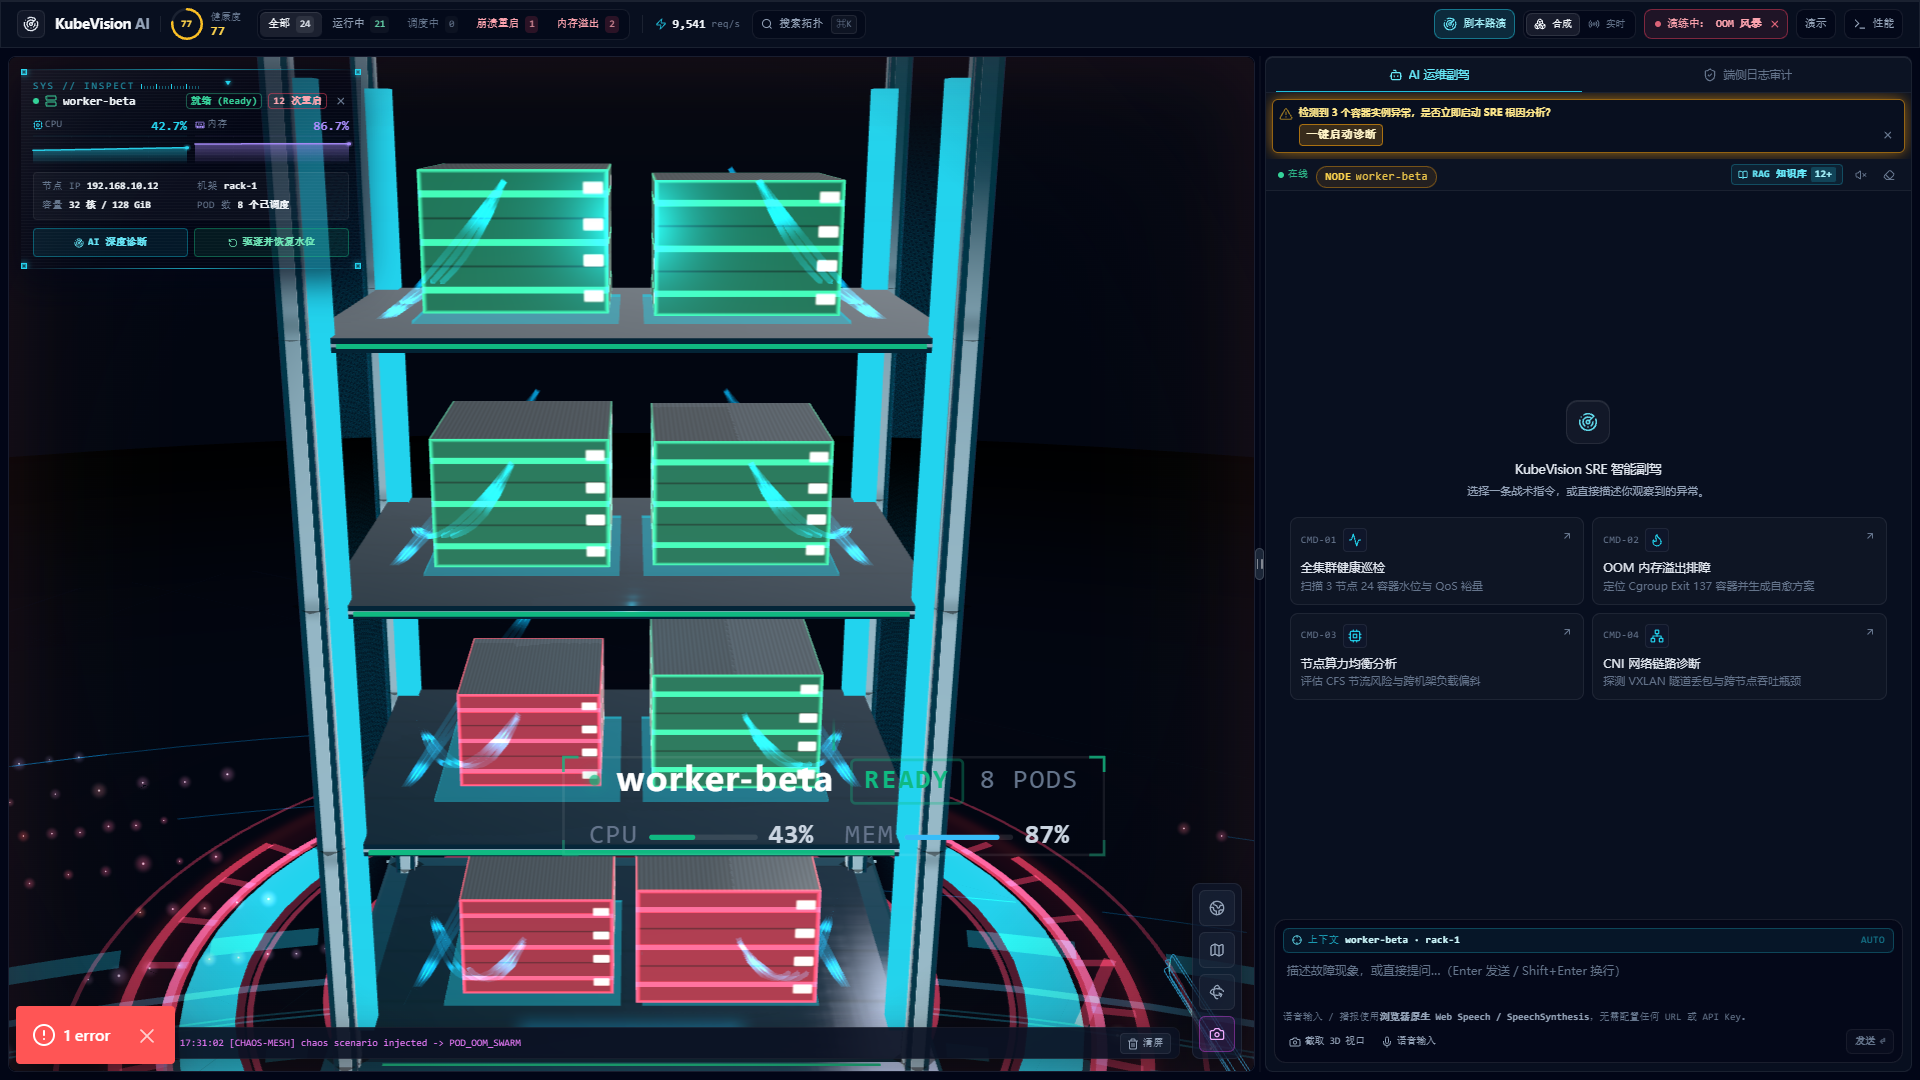 KubeVision AI
77
健康度
77
全部 24
运行中 21
调度中 0
崩溃重启 1
内存溢出 2
9,541 req/s
搜索拓扑 ⌘K
剧本路演
合成
实时
演练中: OOM 风暴
演示
性能
SYS // INSPECT
worker-beta
就绪 (Ready)
12 次重启
CPU
42.7%
内存
86.7%
节点 IP 192.168.10.12
机架 rack-1
容量 32 核 / 128 GiB
POD 数 8 个已调度
AI 深度诊断
驱逐并恢复水位
worker-beta
READY
8 PODS
CPU
43%
MEM
87%
1 error
17:31:02 [CHAOS-MESH] chaos scenario injected -> POD_OOM_SWARM
清屏
AI 运维副驾
端侧日志审计
检测到 3 个容器实例异常，是否立即启动 SRE 根因分析?
一键启动诊断
在线
NODE worker-beta
RAG 知识库 12+
KubeVision SRE 智能副驾
选择一条战术指令，或直接描述你观察到的异常。
CMD-01
全集群健康巡检
扫描 3 节点 24 容器水位与 QoS 裕量
CMD-02
OOM 内存溢出排障
定位 Cgroup Exit 137 容器并生成自愈方案
CMD-03
节点算力均衡分析
评估 CFS 节流风险与跨机架负载偏斜
CMD-04
CNI 网络链路诊断
探测 VXLAN 隧道丢包与跨节点吞吐瓶颈
上下文 worker-beta · rack-1
AUTO
描述故障现象，或直接提问... (Enter 发送 / Shift+Enter 换行)
语音输入 / 播报使用浏览器原生 Web Speech / SpeechSynthesis，无需配置任何 URL 或 API Key。
截取 3D 视口
语音输入
发送